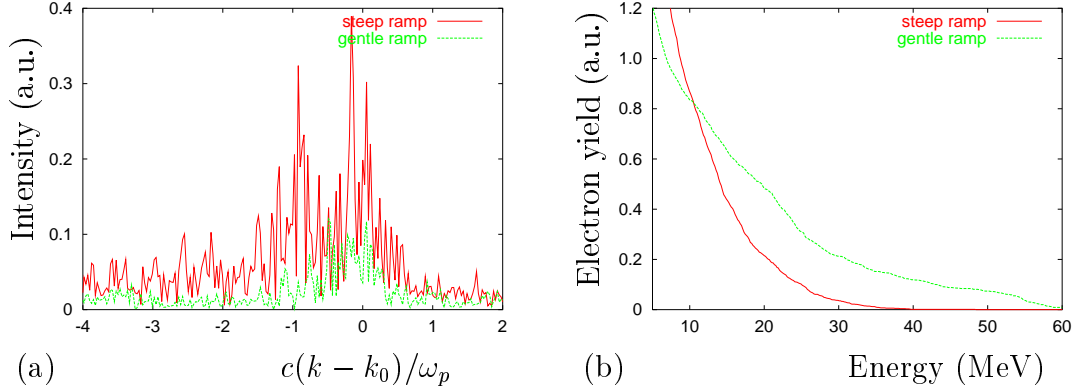 steep ramp
gentle ramp
Intensity (a.u.)
0.4
0.3
0.2
0.1
0
-4 -3 -2 -1 0 1 2
(a) c(k − k₀)/ωₚ
steep ramp
gentle ramp
Electron yield (a.u.)
1.2
1.0
0.8
0.6
0.4
0.2
0.0
10 20 30 40 50 60
(b) Energy (MeV)